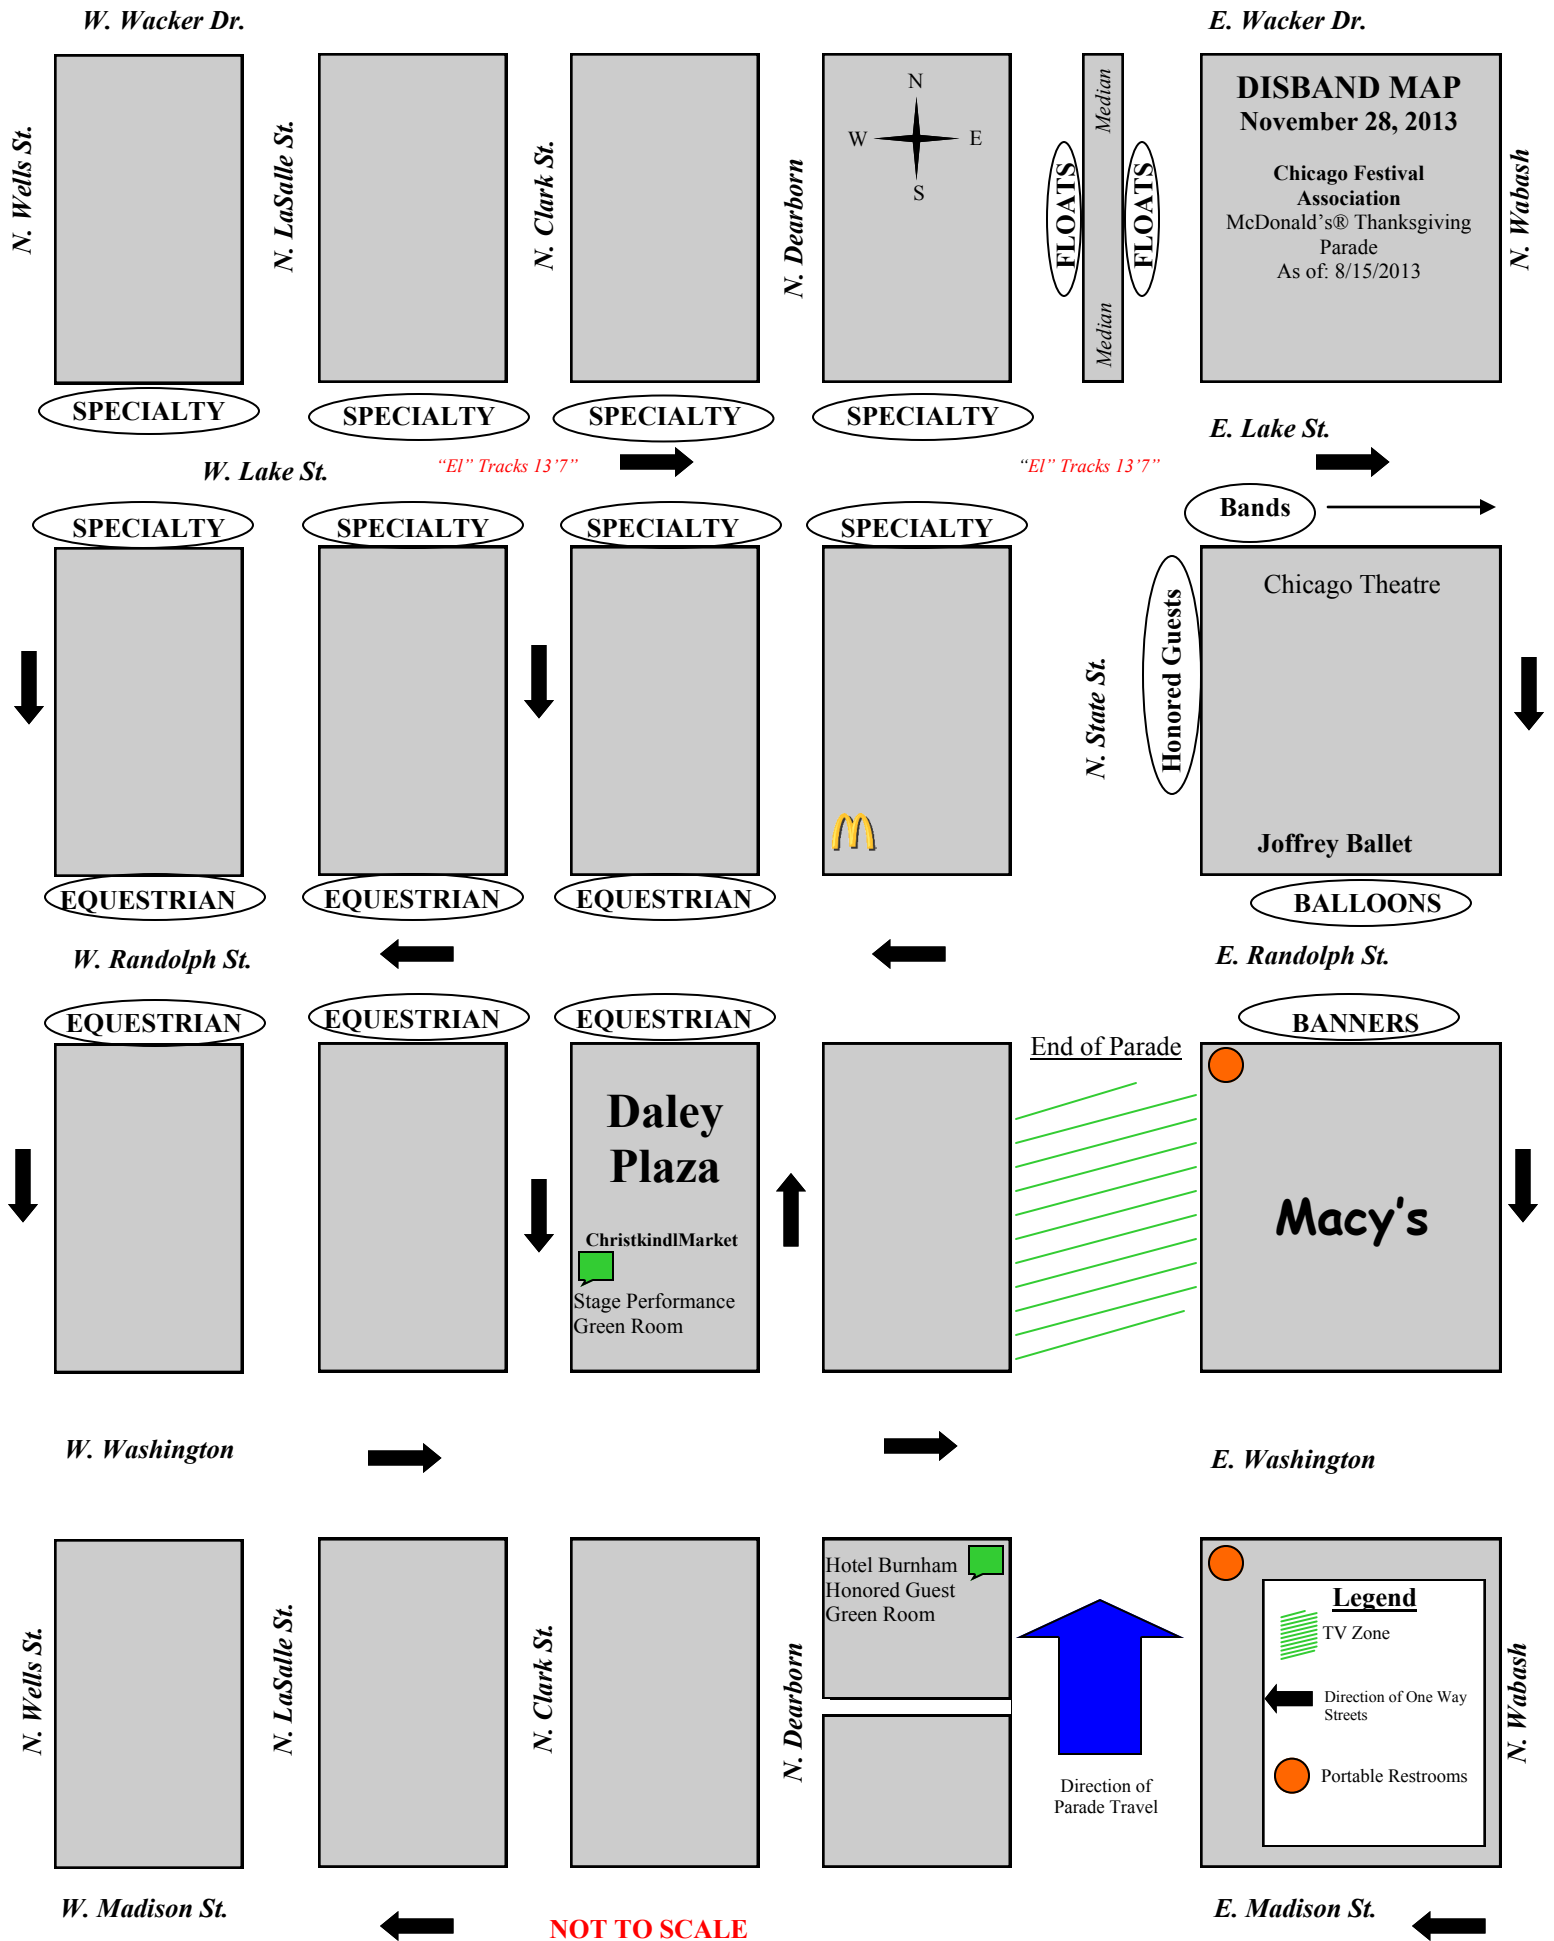 W. Wacker Dr.
E. Wacker Dr.
N. Wells St.
N. LaSalle St.
N. Clark St.
N. Dearborn
N
W
E
S
Median
Median
FLOATS
FLOATS
DISBAND MAP
November 28, 2013
Chicago Festival
Association
McDonald's® Thanksgiving
Parade
As of: 8/15/2013
N. Wabash
SPECIALTY
SPECIALTY
SPECIALTY
SPECIALTY
E. Lake St.
W. Lake St.
“El” Tracks 13’7”
“El” Tracks 13’7”
SPECIALTY
SPECIALTY
SPECIALTY
SPECIALTY
Bands
Chicago Theatre
Honored Guests
N. State St.
Joffrey Ballet
EQUESTRIAN
EQUESTRIAN
EQUESTRIAN
BALLOONS
W. Randolph St.
E. Randolph St.
EQUESTRIAN
EQUESTRIAN
EQUESTRIAN
BANNERS
End of Parade
Daley
Plaza
Macy's
ChristkindlMarket
Stage Performance
Green Room
W. Washington
E. Washington
Hotel Burnham
Honored Guest
Green Room
Legend
TV Zone
Direction of One Way
Streets
Portable Restrooms
N. Wells St.
N. LaSalle St.
N. Clark St.
N. Dearborn
N. Wabash
Direction of
Parade Travel
W. Madison St.
E. Madison St.
NOT TO SCALE